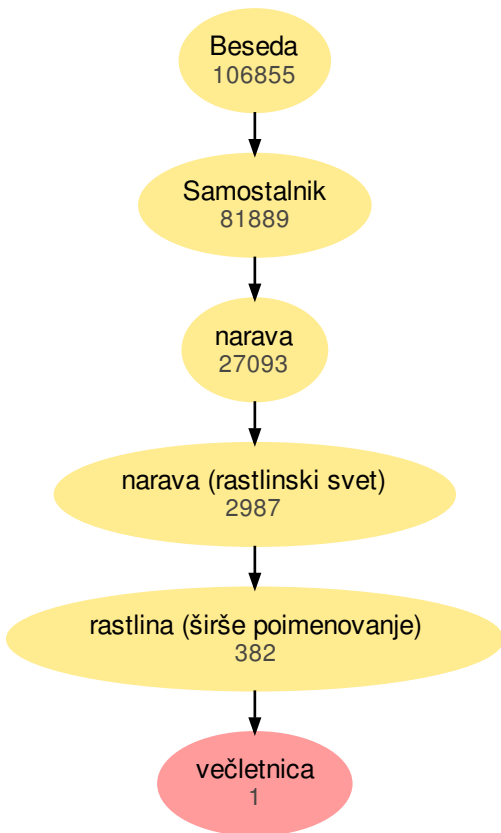 Beseda
106855
Samostalnik
81889
narava
27093
narava (rastlinski svet)
2987
rastlina (širše poimenovanje)
382
večletnica
1